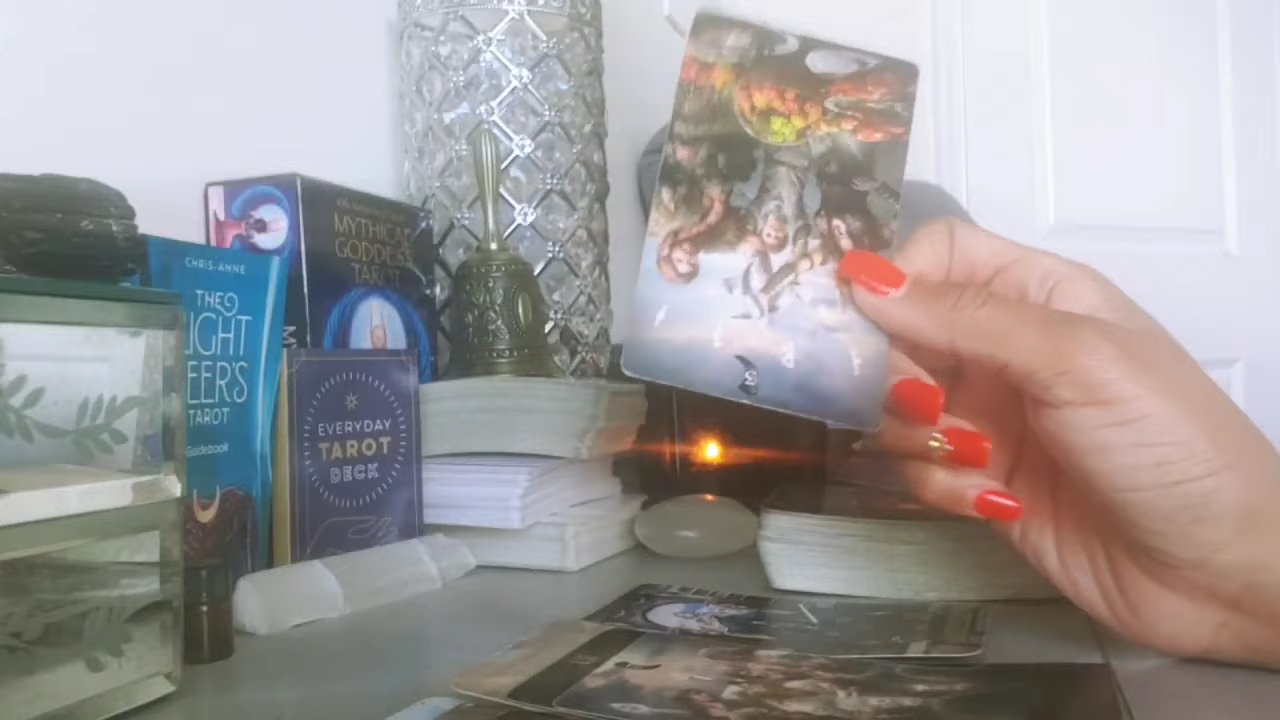 CHRIS-ANNE
THE
LIGHT
SEER'S
TAROT
Guidebook
MYTHICAL
GODDESS
TAROT
EVERYDAY
TAROT
DECK